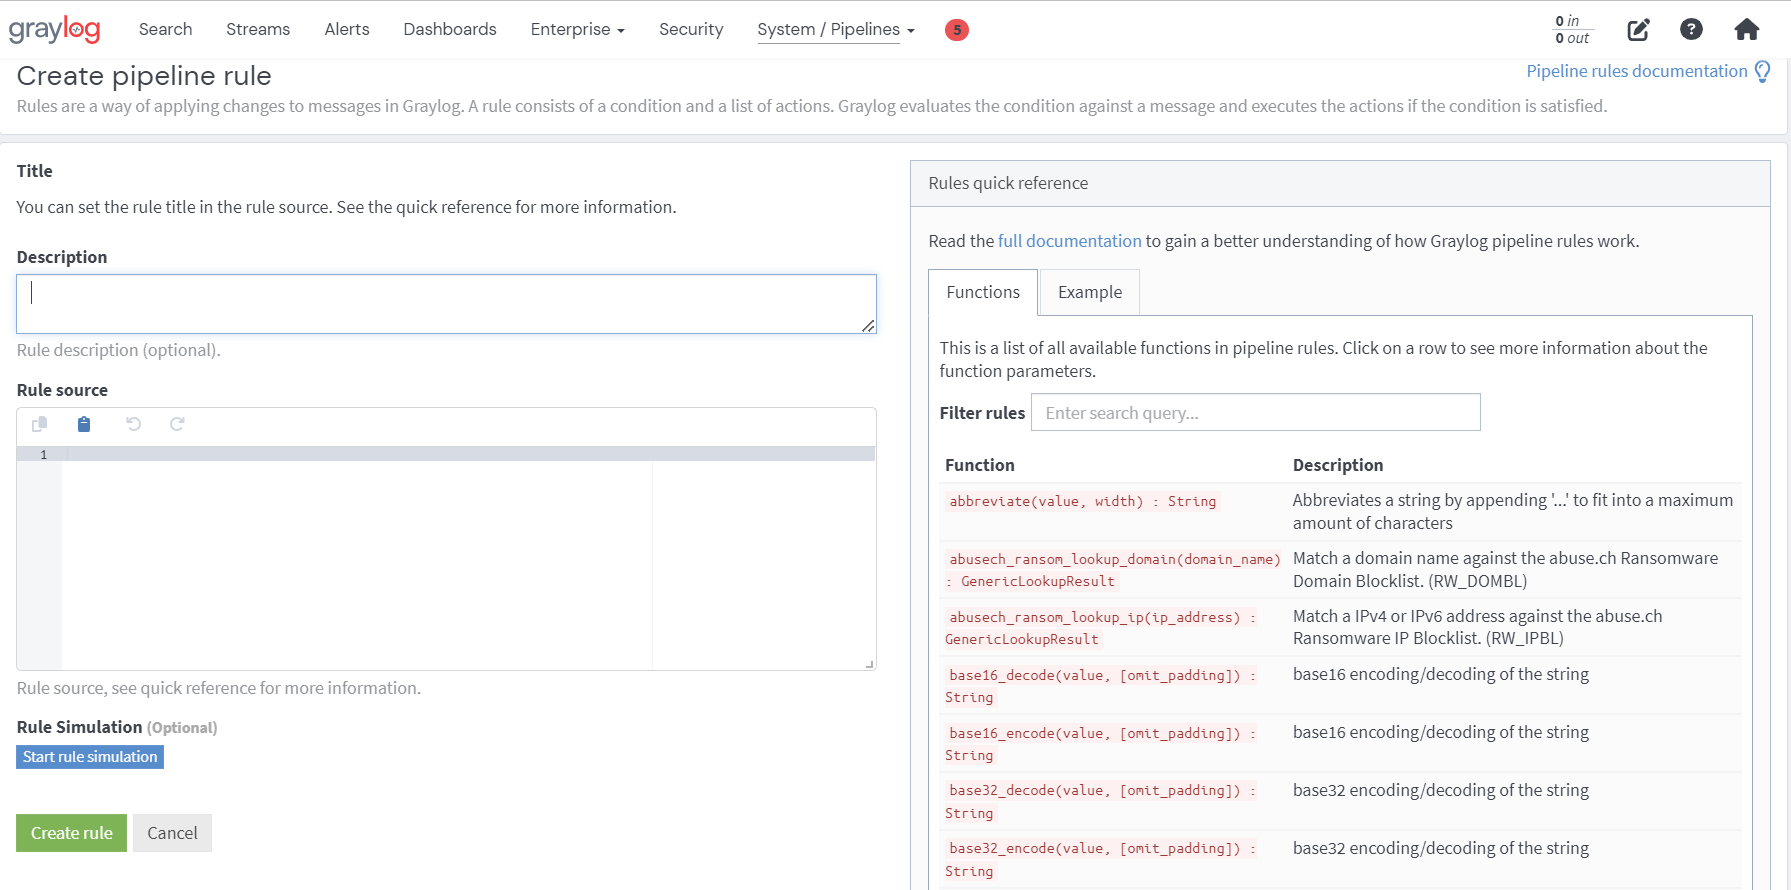 graylog
Search
Streams
Alerts
Dashboards
Enterprise
Security
System / Pipelines
5
0 in
0 out
Create pipeline rule
Pipeline rules documentation
Rules are a way of applying changes to messages in Graylog. A rule consists of a condition and a list of actions. Graylog evaluates the condition against a message and executes the actions if the condition is satisfied.
Title
You can set the rule title in the rule source. See the quick reference for more information.
Description
Rule description (optional).
Rule source
1
Rule source, see quick reference for more information.
Rule Simulation (Optional)
Start rule simulation
Create rule
Cancel
Rules quick reference
Read the full documentation to gain a better understanding of how Graylog pipeline rules work.
Functions
Example
This is a list of all available functions in pipeline rules. Click on a row to see more information about the
function parameters.
Filter rules
Enter search query...
Function
Description
abbreviate(value, width) : String
Abbreviates a string by appending '...' to fit into a maximum
amount of characters
abusech_ransom_lookup_domain(domain_name)
: GenericLookupResult
Match a domain name against the abuse.ch Ransomware
Domain Blocklist. (RW_DOMBL)
abusech_ransom_lookup_ip(ip_address) :
GenericLookupResult
Match a IPv4 or IPv6 address against the abuse.ch
Ransomware IP Blocklist. (RW_IPBL)
base16_decode(value, [omit_padding]) :
String
base16 encoding/decoding of the string
base16_encode(value, [omit_padding]) :
String
base16 encoding/decoding of the string
base32_decode(value, [omit_padding]) :
String
base32 encoding/decoding of the string
base32_encode(value, [omit_padding]) :
String
base32 encoding/decoding of the string